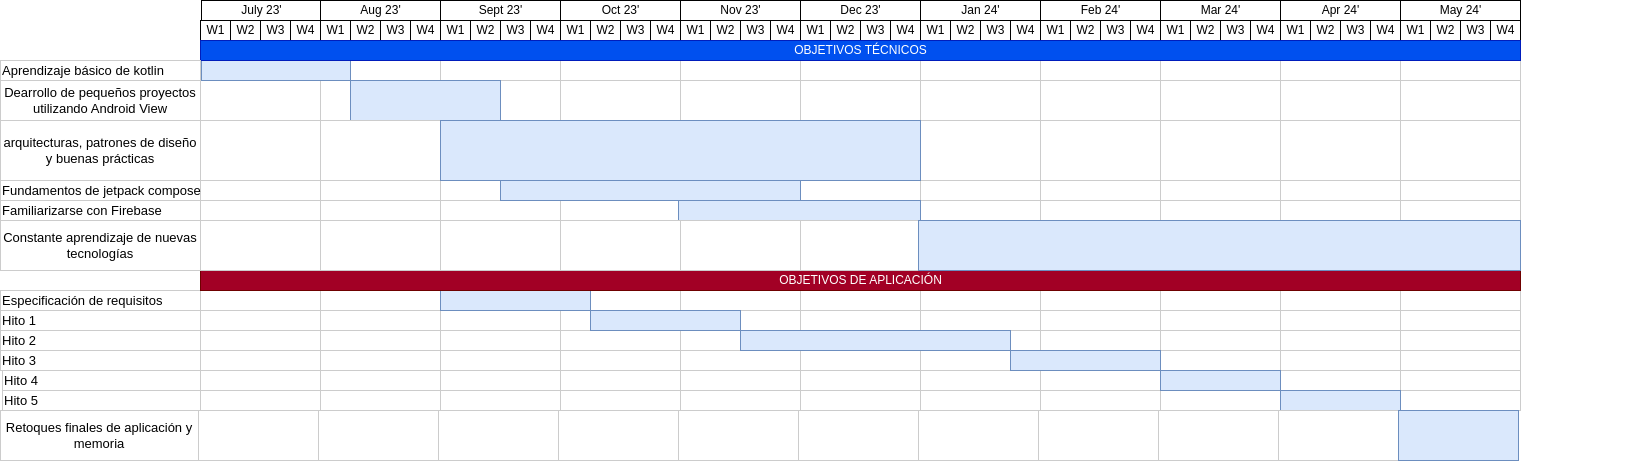 July 23' Aug 23' Sept 23' Oct 23' Nov 23' Dec 23' Jan 24' Feb 24' Mar 24' Apr 24' May 24'
W1 W2 W3 W4 W1 W2 W3 W4 W1 W2 W3 W4 W1 W2 W3 W4 W1 W2 W3 W4 W1 W2 W3 W4 W1 W2 W3 W4 W1 W2 W3 W4 W1 W2 W3 W4 W1 W2 W3 W4 W1 W2 W3 W4
OBJETIVOS TÉCNICOS
Aprendizaje básico de kotlin
Dearrollo de pequeños proyectos
utilizando Android View
arquitecturas, patrones de diseño
y buenas prácticas
Fundamentos de jetpack compose
Familiarizarse con Firebase
Constante aprendizaje de nuevas
tecnologías
OBJETIVOS DE APLICACIÓN
Especificación de requisitos
Hito 1
Hito 2
Hito 3
Hito 4
Hito 5
Retoques finales de aplicación y
memoria